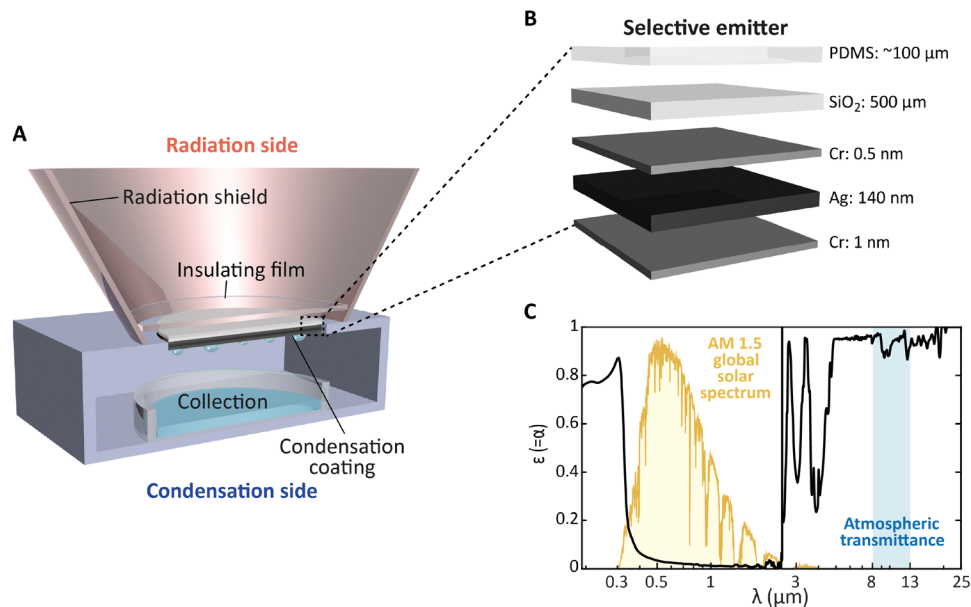 A
Radiation side
Radiation shield
Insulating film
Collection
Condensation
coating
Condensation side
B
Selective emitter
PDMS: ~100 μm
SiO₂: 500 μm
Cr: 0.5 nm
Ag: 140 nm
Cr: 1 nm
C
AM 1.5
global
solar
spectrum
Atmospheric
transmittance
ε (=α)
1
0.8
0.6
0.4
0.2
0
0.3 0.5 1 3 8 13 25
λ (μm)